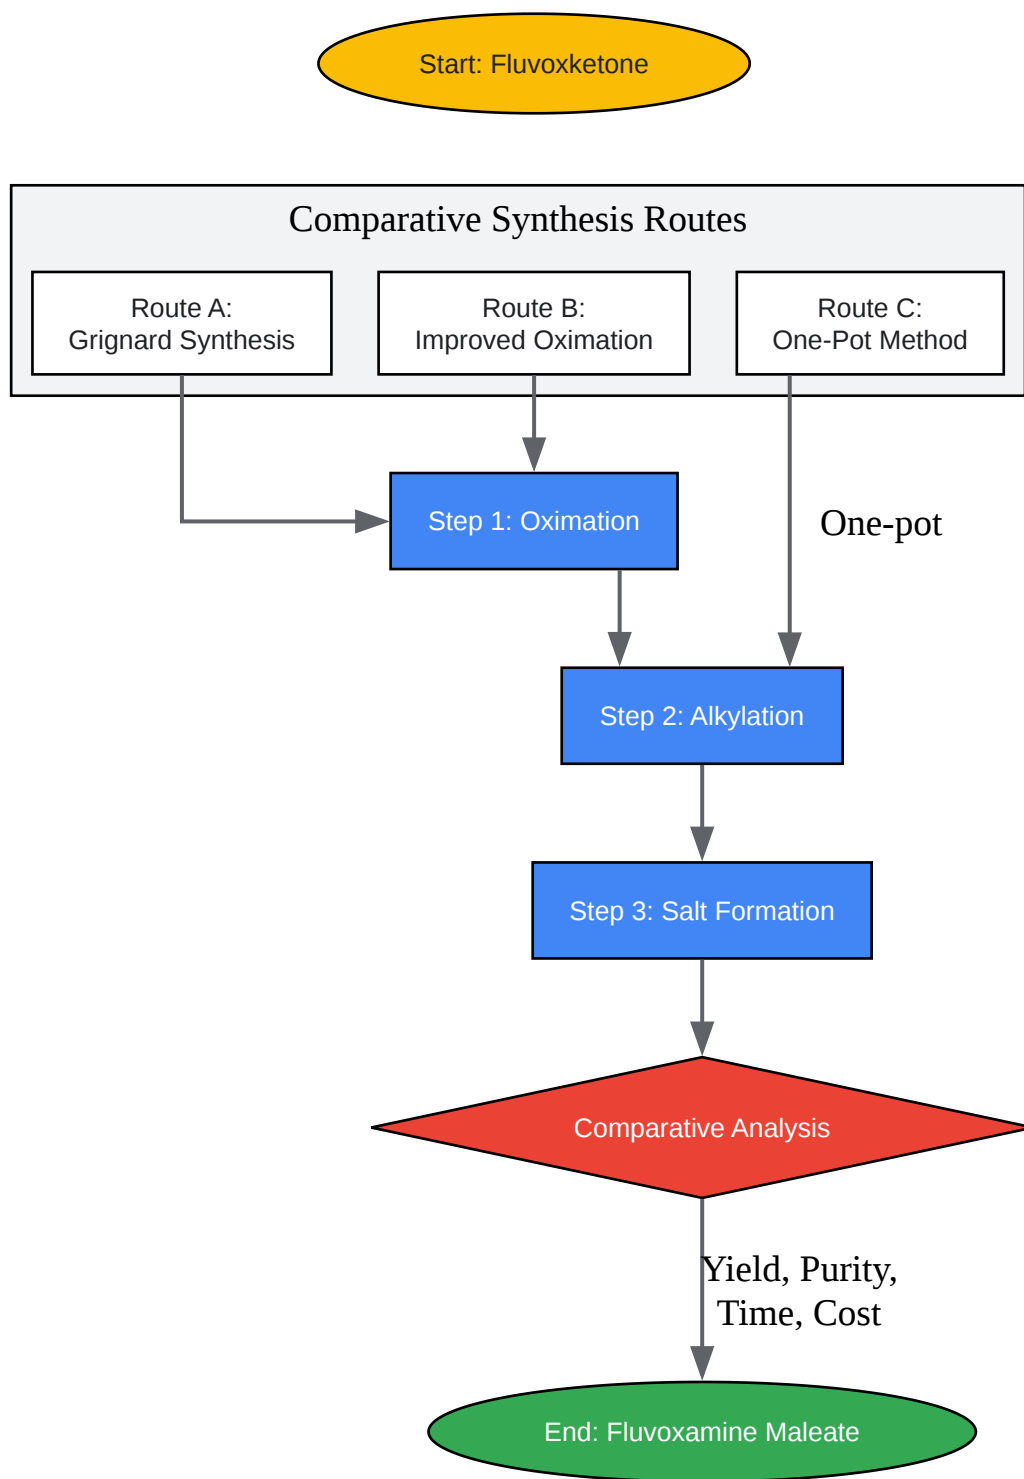 Start: Fluvoxketone
Comparative Synthesis Routes
Route A:
Grignard Synthesis
Route B:
Improved Oximation
Route C:
One-Pot Method
Step 1: Oximation
One-pot
Step 2: Alkylation
Step 3: Salt Formation
Comparative Analysis
Yield, Purity,
Time, Cost
End: Fluvoxamine Maleate